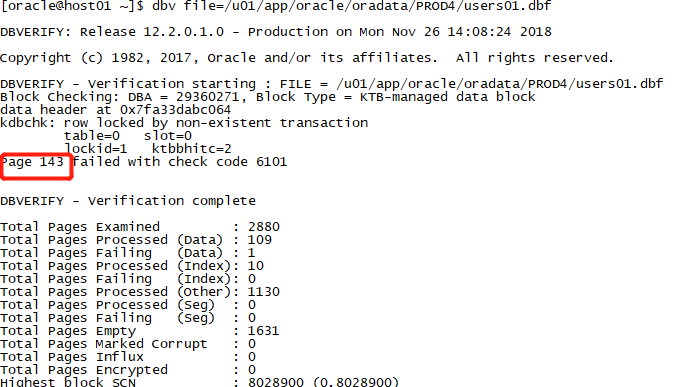 [oracle@host01 ~]$ dbv file=/u01/app/oracle/oradata/PROD4/users01.dbf
DBVERIFY: Release 12.2.0.1.0 - Production on Mon Nov 26 14:08:24 2018
Copyright (c) 1982, 2017, Oracle and/or its affiliates.  All rights reserved.
DBVERIFY - Verification starting : FILE = /u01/app/oracle/oradata/PROD4/users01.dbf
Block Checking: DBA = 29360271, Block Type = KTB-managed data block
data header at 0x7fa33dabc064
kdbchk: row locked by non-existent transaction
table=0   slot=0
lockid=1   ktbbhitc=2
Page 143 failed with check code 6101
DBVERIFY - Verification complete
Total Pages Examined         : 2880
Total Pages Processed (Data) : 109
Total Pages Failing   (Data) : 1
Total Pages Processed (Index): 10
Total Pages Failing   (Index): 0
Total Pages Processed (Other): 1130
Total Pages Processed (Seg)  : 0
Total Pages Failing   (Seg)  : 0
Total Pages Empty            : 1631
Total Pages Marked Corrupt   : 0
Total Pages Influx           : 0
Total Pages Encrypted        : 0
Highest block SCN            : 8028900 (0.8028900)